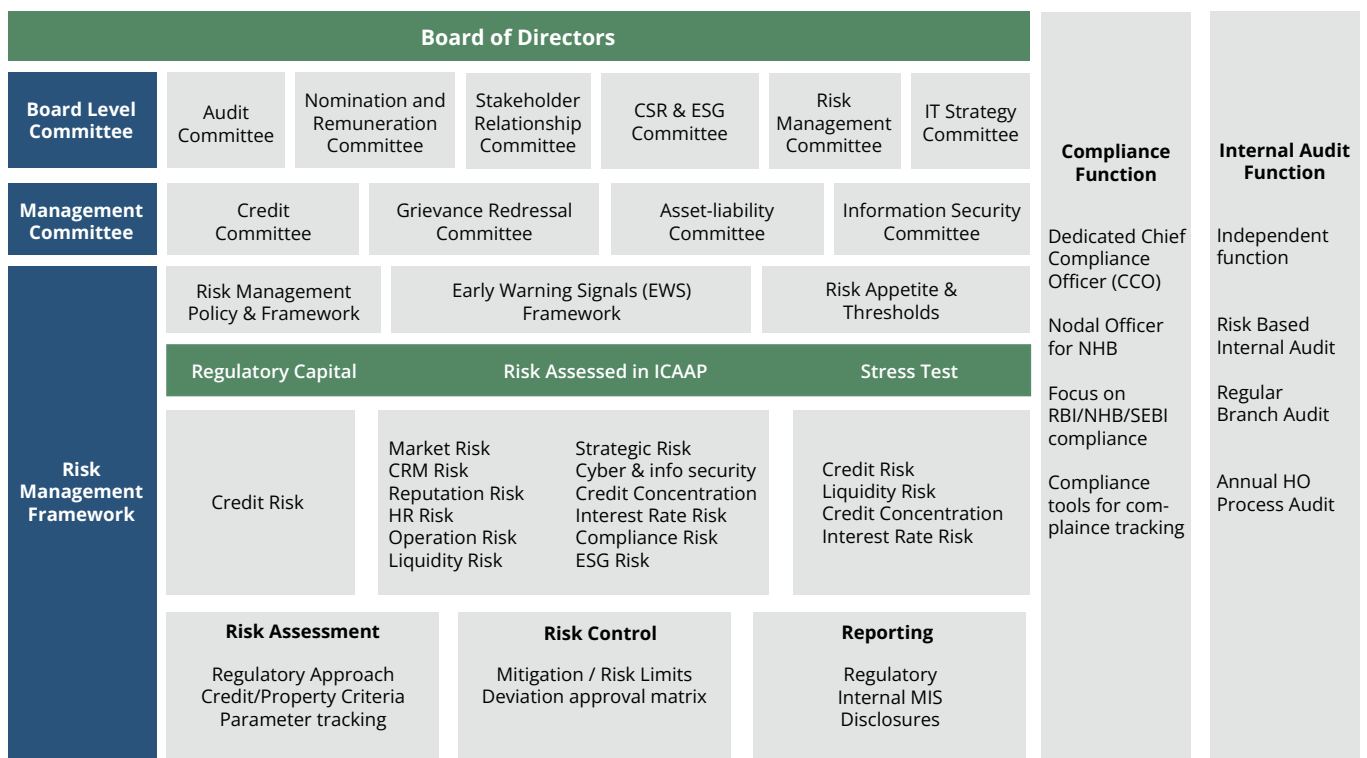 Board of Directors
Board Level
Committee
Audit
Committee
Nomination and
Remuneration
Committee
Stakeholder
Relationship
Committee
CSR & ESG
Committee
Risk
Management
Committee
IT Strategy
Committee
Management
Committee
Credit
Committee
Grievance Redressal
Committee
Asset-liability
Committee
Information Security
Committee
Risk
Management
Framework
Risk Management
Policy & Framework
Early Warning Signals (EWS)
Framework
Risk Appetite &
Thresholds
Regulatory Capital
Risk Assessed in ICAAP
Stress Test
Credit Risk
Market Risk
CRM Risk
Reputation Risk
HR Risk
Operation Risk
Liquidity Risk
Strategic Risk
Cyber & info security
Credit Concentration
Interest Rate Risk
Compliance Risk
ESG Risk
Credit Risk
Liquidity Risk
Credit Concentration
Interest Rate Risk
Risk Assessment
Regulatory Approach
Credit/Property Criteria
Parameter tracking
Risk Control
Mitigation / Risk Limits
Deviation approval matrix
Reporting
Regulatory
Internal MIS
Disclosures
Compliance
Function
Dedicated Chief
Compliance
Officer (CCO)
Nodal Officer
for NHB
Focus on
RBI/NHB/SEBI
compliance
Compliance
tools for com-
plaince tracking
Internal Audit
Function
Independent
function
Risk Based
Internal Audit
Regular
Branch Audit
Annual HO
Process Audit